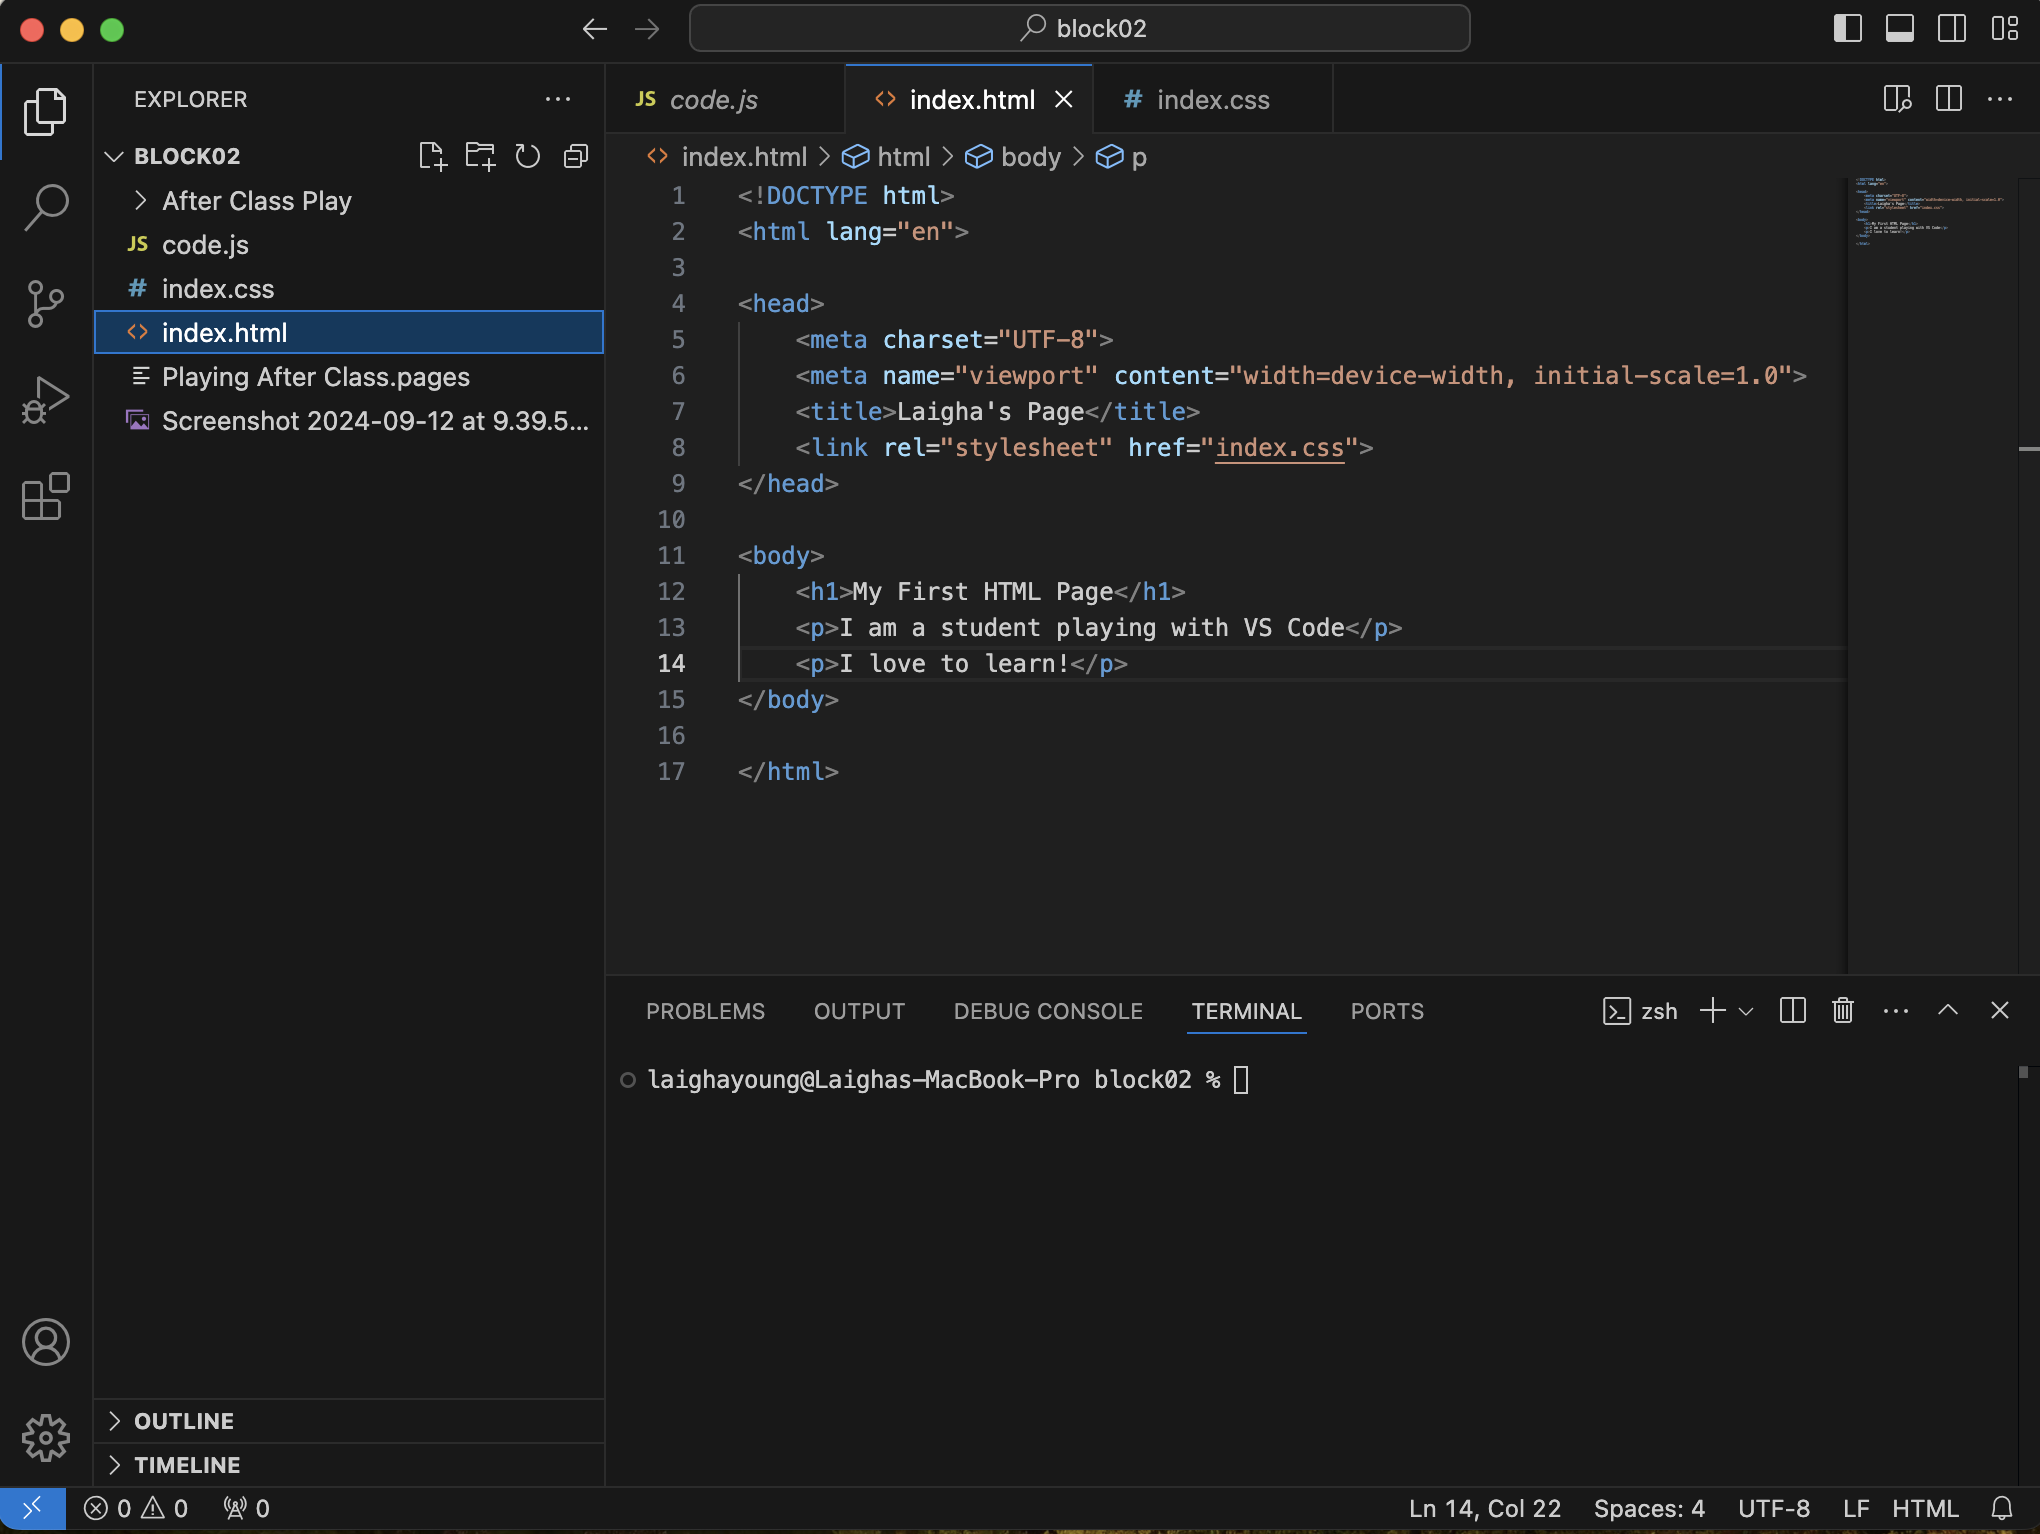 block02
EXPLORER
BLOCK02
After Class Play
JS code.js
# index.css
<> index.html
Playing After Class.pages
Screenshot 2024-09-12 at 9.39.5...
OUTLINE
TIMELINE
JS code.js
<> index.html
# index.css
<> index.html > html > body > p
1 <!DOCTYPE html>
2 <html lang="en">
3
4 <head>
5     <meta charset="UTF-8">
6     <meta name="viewport" content="width=device-width, initial-scale=1.0">
7     <title>Laigha's Page</title>
8     <link rel="stylesheet" href="index.css">
9 </head>
10
11 <body>
12     <h1>My First HTML Page</h1>
13     <p>I am a student playing with VS Code</p>
14     <p>I love to learn!</p>
15 </body>
16
17 </html>
PROBLEMS OUTPUT DEBUG CONSOLE TERMINAL PORTS zsh
laighayoung@Laighas-MacBook-Pro block02 %
0 0 0 Ln 14, Col 22 Spaces: 4 UTF-8 LF HTML